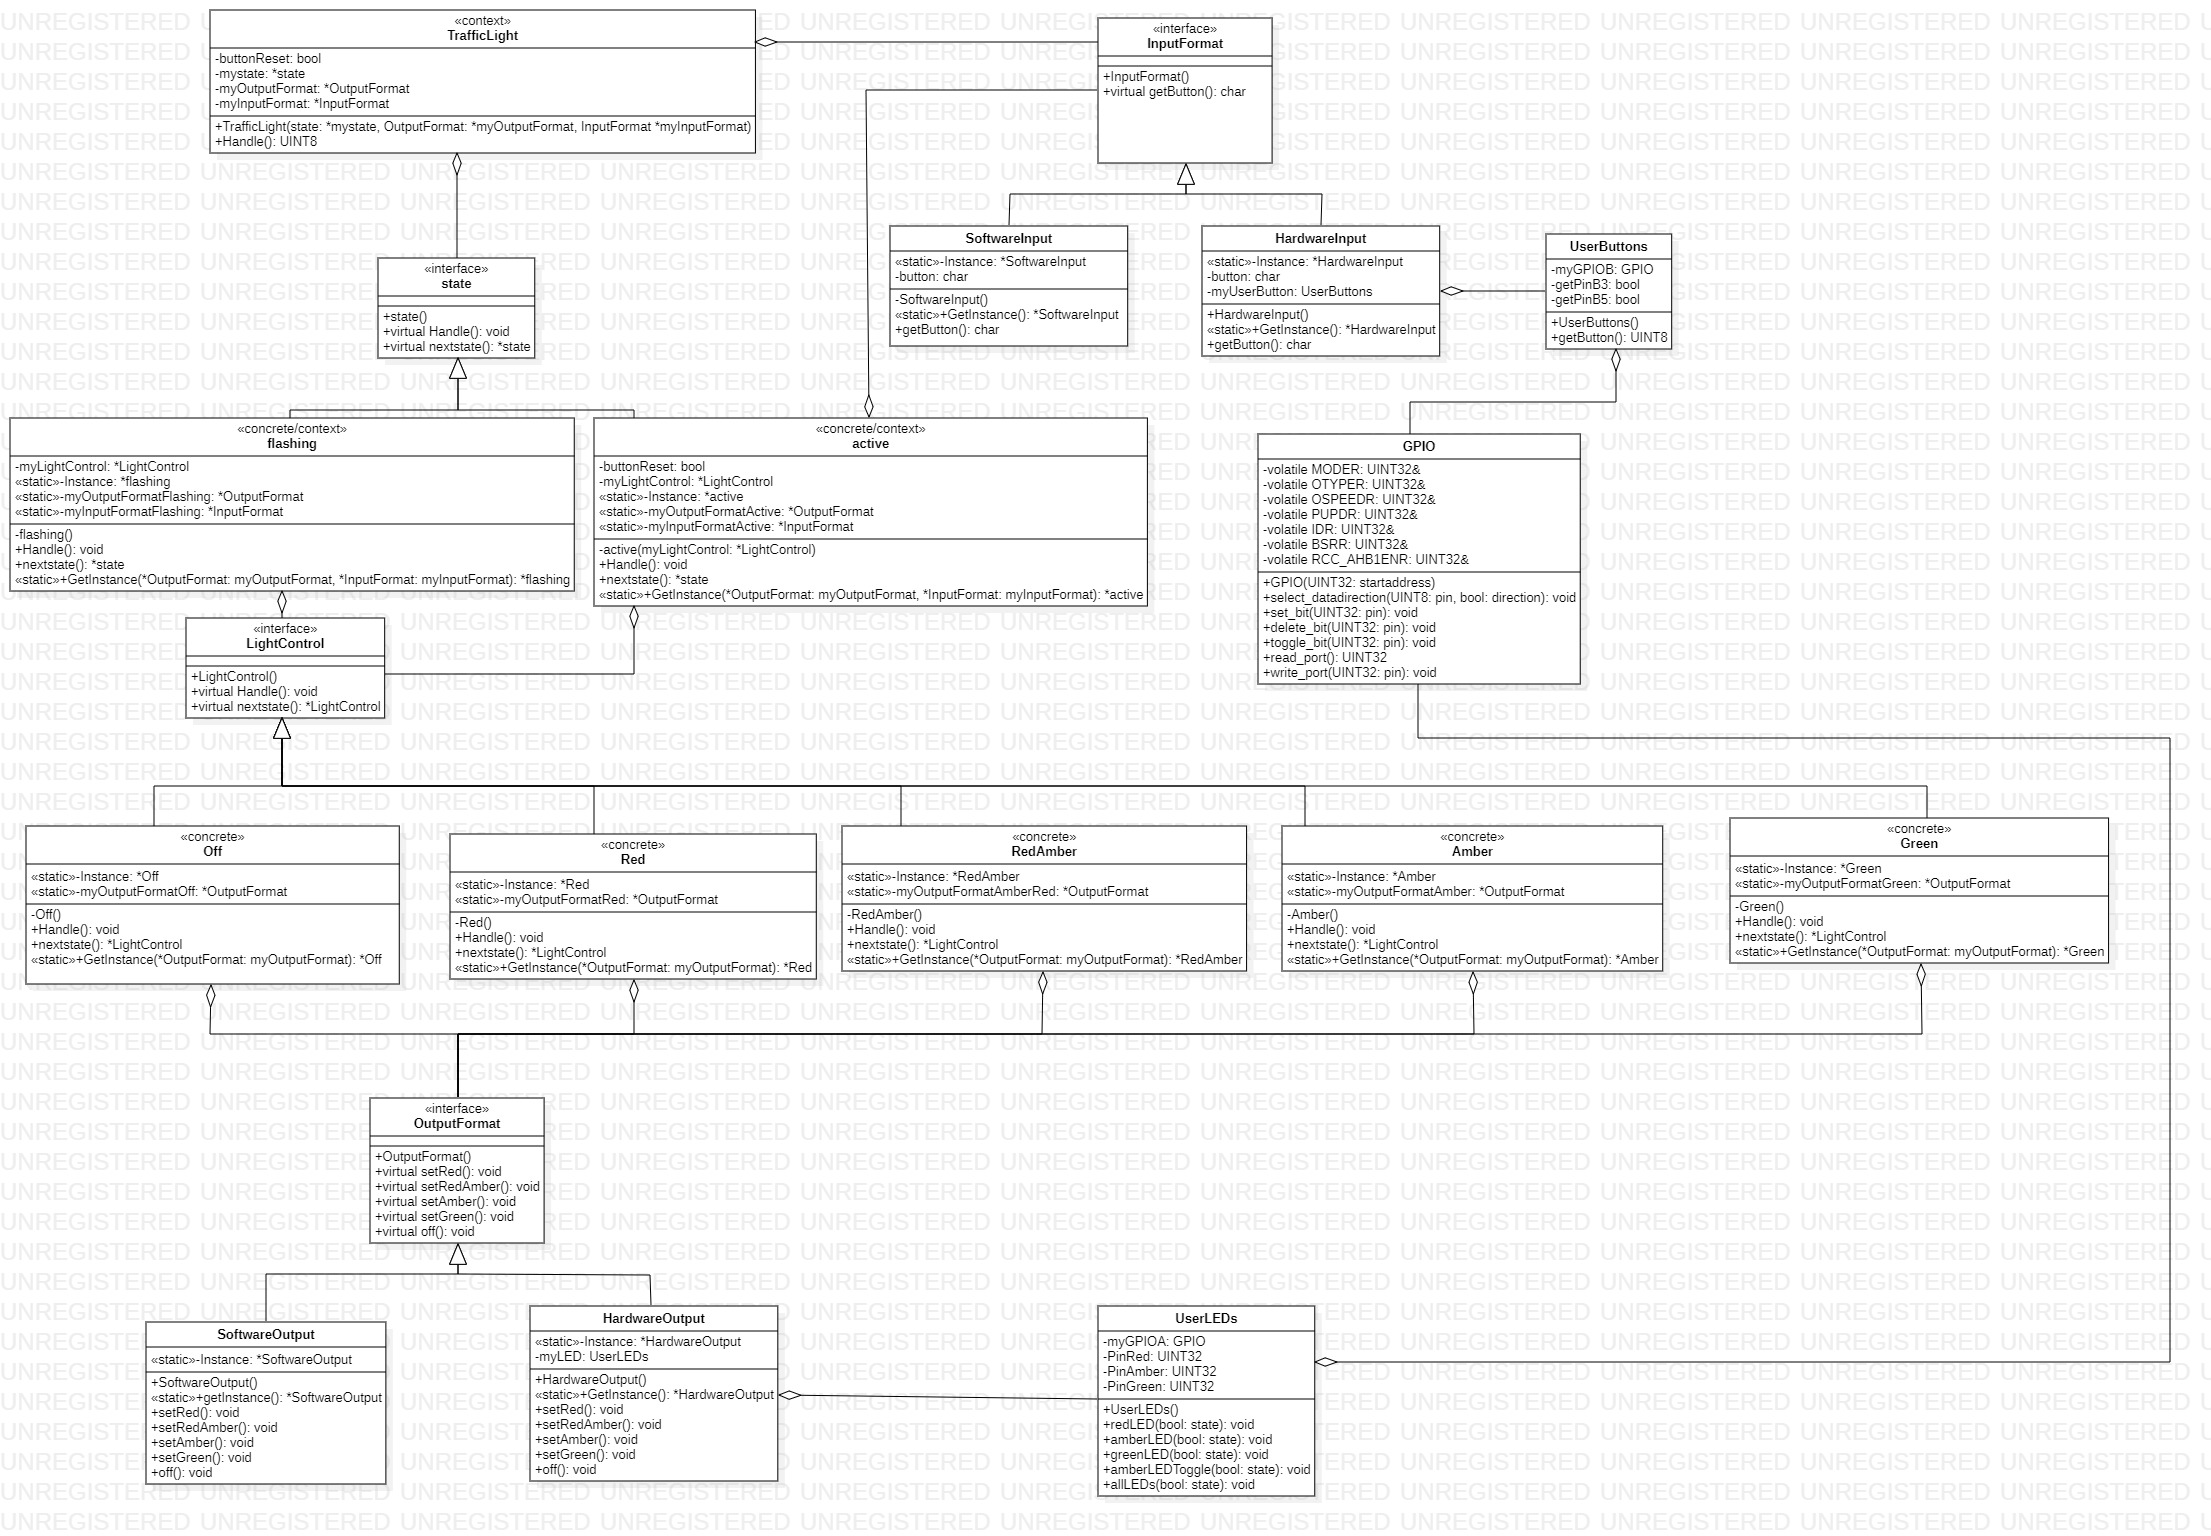 «context»
TrafficLight
-buttonReset: bool
-mystate: *state
-myOutputFormat: *OutputFormat
-myInputFormat: *InputFormat
+TrafficLight(state: *mystate, OutputFormat: *myOutputFormat, InputFormat *myInputFormat)
+Handle(): UINT8
«interface»
InputFormat
+InputFormat()
+virtual getButton(): char
«interface»
state
+state()
+virtual Handle(): void
+virtual nextstate(): *state
SoftwareInput
«static»-Instance: *SoftwareInput
-button: char
-SoftwareInput()
«static»+GetInstance(): *SoftwareInput
+getButton(): char
HardwareInput
«static»-Instance: *HardwareInput
-button: char
-myUserButton: UserButtons
+HardwareInput()
«static»+GetInstance(): *HardwareInput
+getButton(): char
UserButtons
-myGPIOB: GPIO
-getPinB3: bool
-getPinB5: bool
+UserButtons()
+getButton(): UINT8
«concrete/context»
flashing
-myLightControl: *LightControl
«static»-Instance: *flashing
«static»-myOutputFormatFlashing: *OutputFormat
«static»-myInputFormatFlashing: *InputFormat
-flashing()
+Handle(): void
+nextstate(): *state
«static»+GetInstance(*OutputFormat: myOutputFormat, *InputFormat: myInputFormat): *flashing
«concrete/context»
active
-buttonReset: bool
-myLightControl: *LightControl
«static»-Instance: *active
«static»-myOutputFormatActive: *OutputFormat
«static»-myInputFormatActive: *InputFormat
-active(myLightControl: *LightControl)
+Handle(): void
+nextstate(): *state
«static»+GetInstance(*OutputFormat: myOutputFormat, *InputFormat: myInputFormat): *active
GPIO
-volatile MODER: UINT32&
-volatile OTYPER: UINT32&
-volatile OSPEEDR: UINT32&
-volatile PUPDR: UINT32&
-volatile IDR: UINT32&
-volatile BSRR: UINT32&
-volatile RCC_AHB1ENR: UINT32&
+GPIO(UINT32: startaddress)
+select_datadirection(UINT8: pin, bool: direction): void
+set_bit(UINT32: pin): void
+delete_bit(UINT32: pin): void
+toggle_bit(UINT32: pin): void
+read_port(): UINT32
+write_port(UINT32: pin): void
«interface»
LightControl
+LightControl()
+virtual Handle(): void
+virtual nextstate(): *LightControl
«concrete»
Off
«static»-Instance: *Off
«static»-myOutputFormatOff: *OutputFormat
-Off()
+Handle(): void
+nextstate(): *LightControl
«static»+GetInstance(*OutputFormat: myOutputFormat): *Off
«concrete»
Red
«static»-Instance: *Red
«static»-myOutputFormatRed: *OutputFormat
-Red()
+Handle(): void
+nextstate(): *LightControl
«static»+GetInstance(*OutputFormat: myOutputFormat): *Red
«concrete»
RedAmber
«static»-Instance: *RedAmber
«static»-myOutputFormatAmberRed: *OutputFormat
-RedAmber()
+Handle(): void
+nextstate(): *LightControl
«static»+GetInstance(*OutputFormat: myOutputFormat): *RedAmber
«concrete»
Amber
«static»-Instance: *Amber
«static»-myOutputFormatAmber: *OutputFormat
-Amber()
+Handle(): void
+nextstate(): *LightControl
«static»+GetInstance(*OutputFormat: myOutputFormat): *Amber
«concrete»
Green
«static»-Instance: *Green
«static»-myOutputFormatGreen: *OutputFormat
-Green()
+Handle(): void
+nextstate(): *LightControl
«static»+GetInstance(*OutputFormat: myOutputFormat): *Green
«interface»
OutputFormat
+OutputFormat()
+virtual setRed(): void
+virtual setRedAmber(): void
+virtual setAmber(): void
+virtual setGreen(): void
+virtual off(): void
SoftwareOutput
«static»-Instance: *SoftwareOutput
+SoftwareOutput()
«static»+getInstance(): *SoftwareOutput
+setRed(): void
+setRedAmber(): void
+setAmber(): void
+setGreen(): void
+off(): void
HardwareOutput
«static»-Instance: *HardwareOutput
-myLED: UserLEDs
+HardwareOutput()
«static»+GetInstance(): *HardwareOutput
+setRed(): void
+setRedAmber(): void
+setAmber(): void
+setGreen(): void
+off(): void
UserLEDs
-myGPIOA: GPIO
-PinRed: UINT32
-PinAmber: UINT32
-PinGreen: UINT32
+UserLEDs()
+redLED(bool: state): void
+amberLED(bool: state): void
+greenLED(bool: state): void
+amberLEDToggle(bool: state): void
+allLEDs(bool: state): void
UNREGISTERED